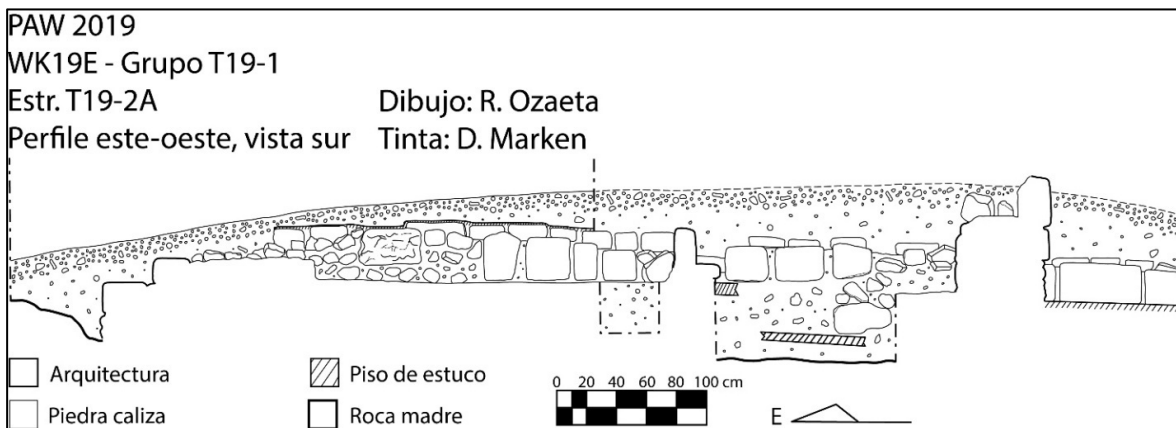 PAW 2019
WK19E - Grupo T19-1
Estr. T19-2A Dibujo: R. Ozaeta
Perfile este-oeste, vista sur Tinta: D. Marken
Arquitectura Piso de estuco 0 20 40 60 80 100 cm
Piedra caliza Roca madre E